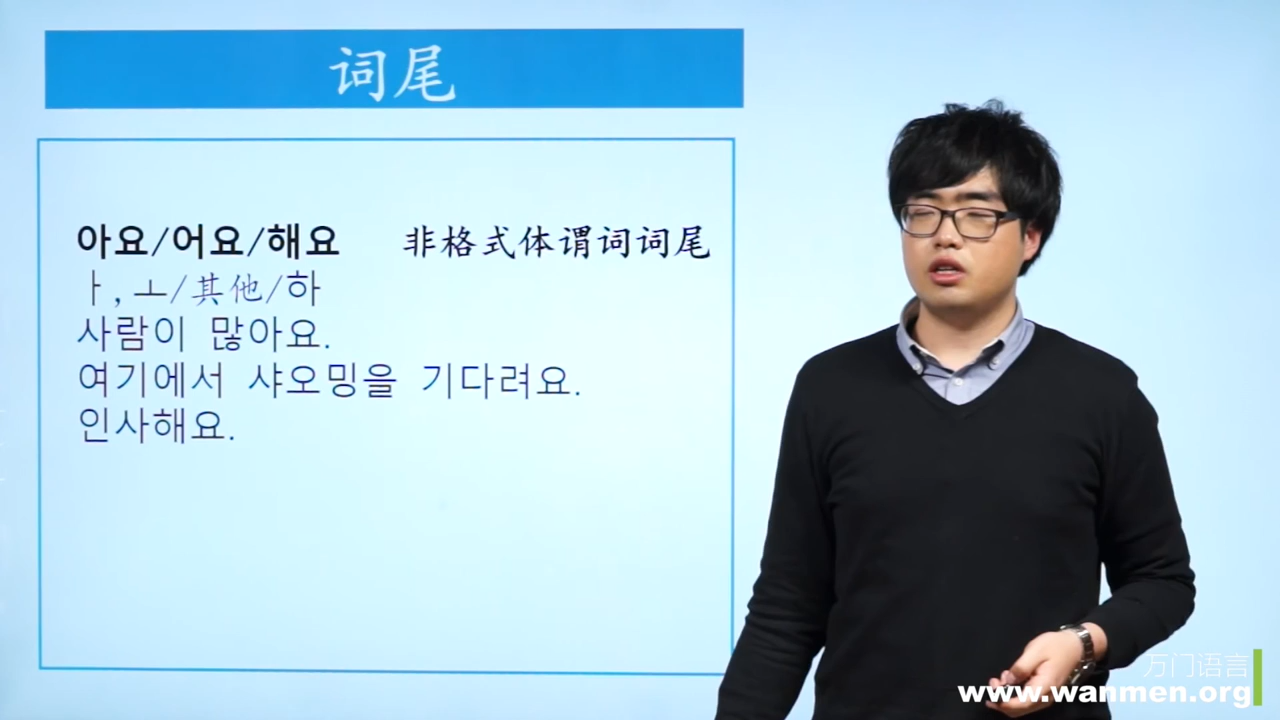 词尾
아요/어요/해요 非格式体谓词词尾
ㅏ,ㅗ/其他/하
사람이 많아요.
여기에서 샤오밍을 기다려요.
인사해요.
万门语言
www.wanmen.org